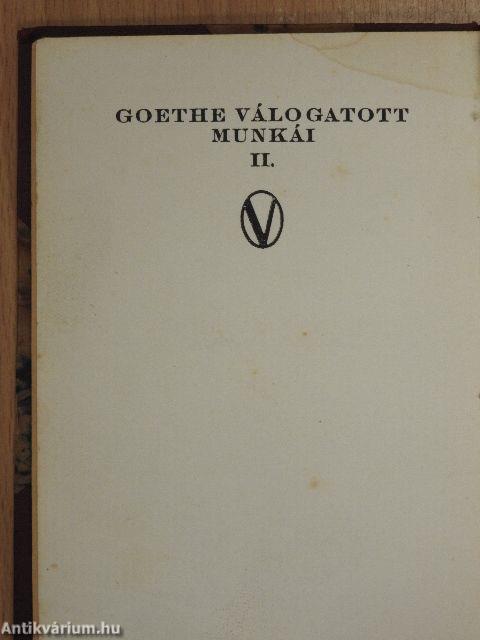 GOETHE VÁLOGATOTT
MUNKÁI
II.
V
Antikvárium.hu